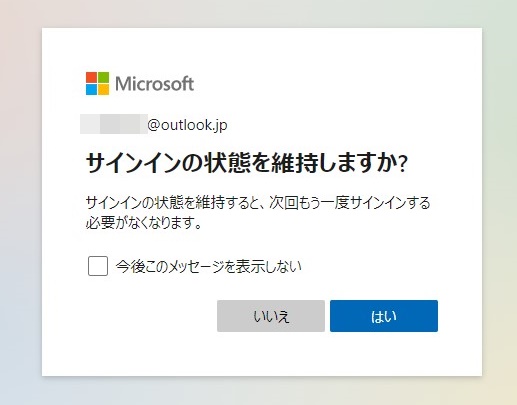 Microsoft
@outlook.jp
サインインの状態を維持しますか?
サインインの状態を維持すると、次回もう一度サインインする
必要がなくなります。
今後このメッセージを表示しない
いいえ
はい